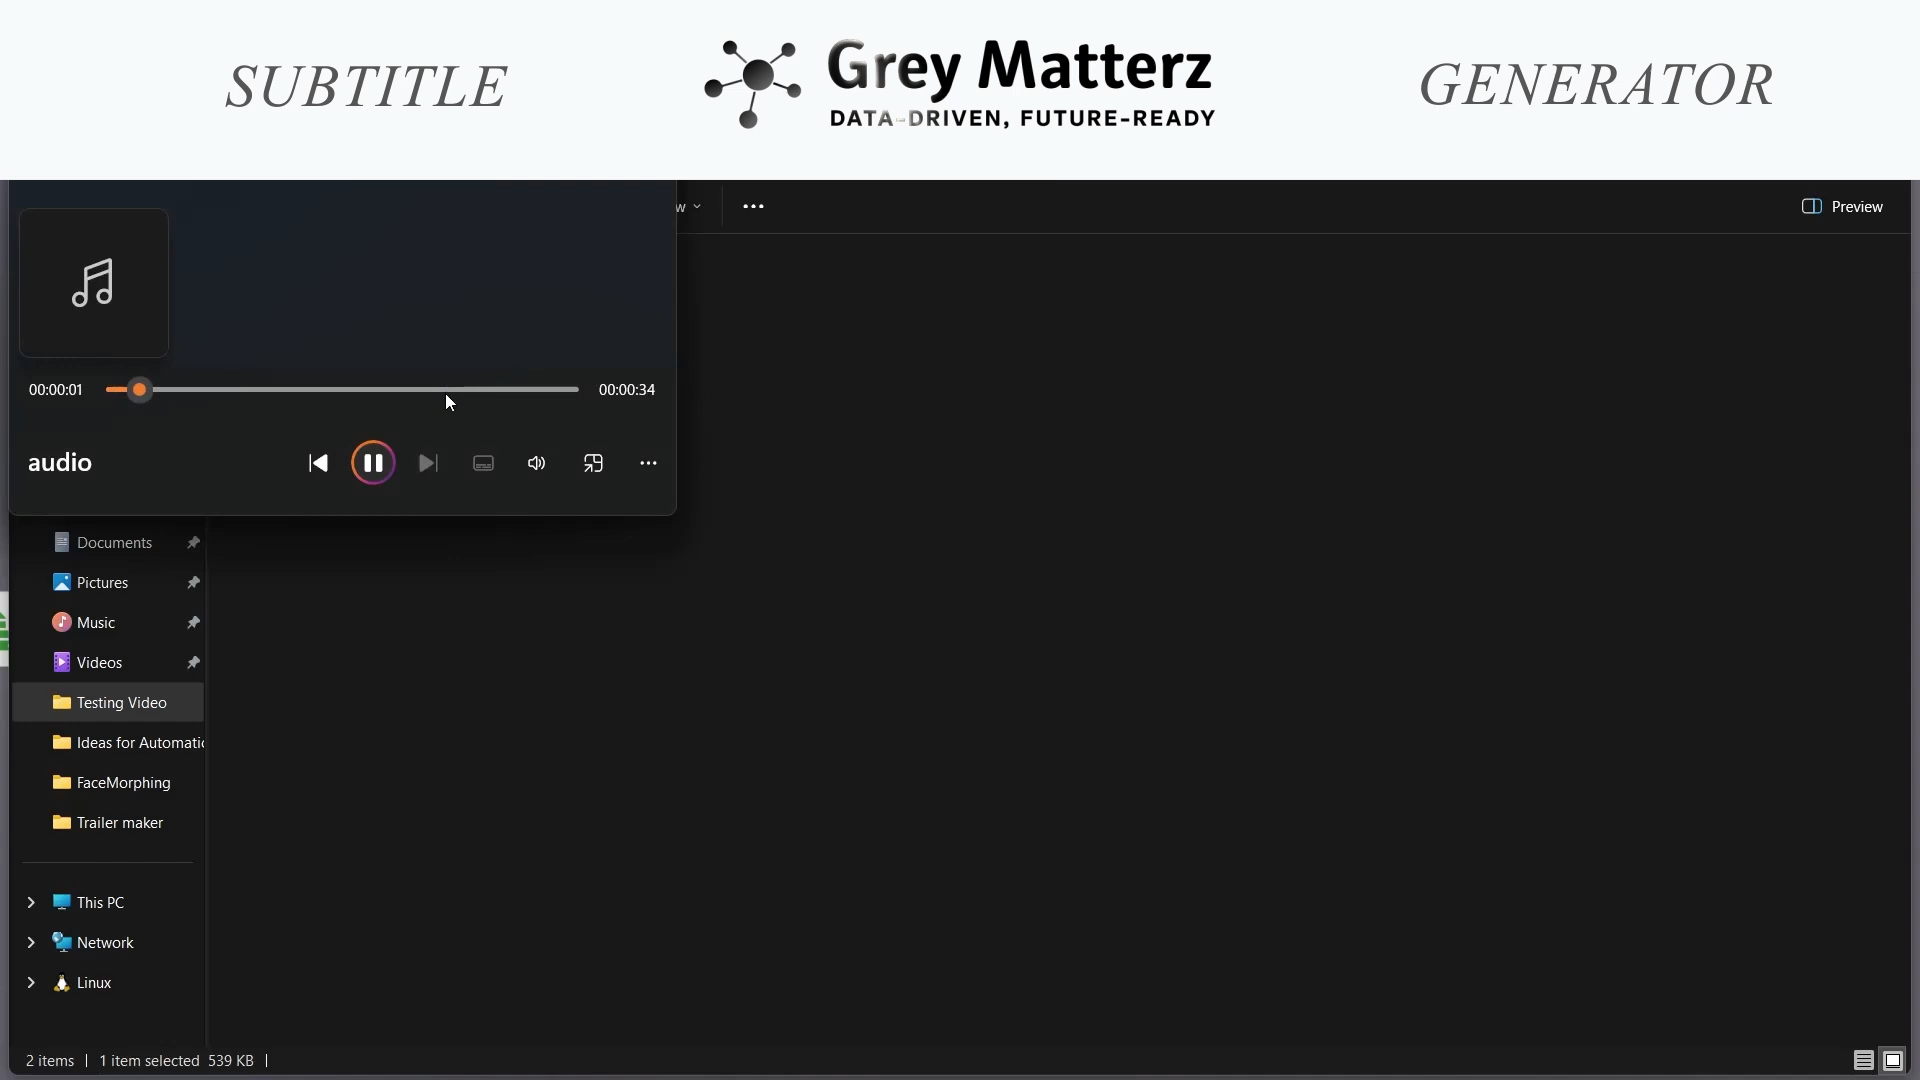 SUBTITLE
Grey Matterz
DATA-DRIVEN, FUTURE-READY
GENERATOR
w
Preview
00:00:01
00:00:34
audio
Documents
Pictures
Music
Videos
Testing Video
Ideas for Automatic
FaceMorphing
Trailer maker
This PC
Network
Linux
2 items | 1 item selected 539 KB |